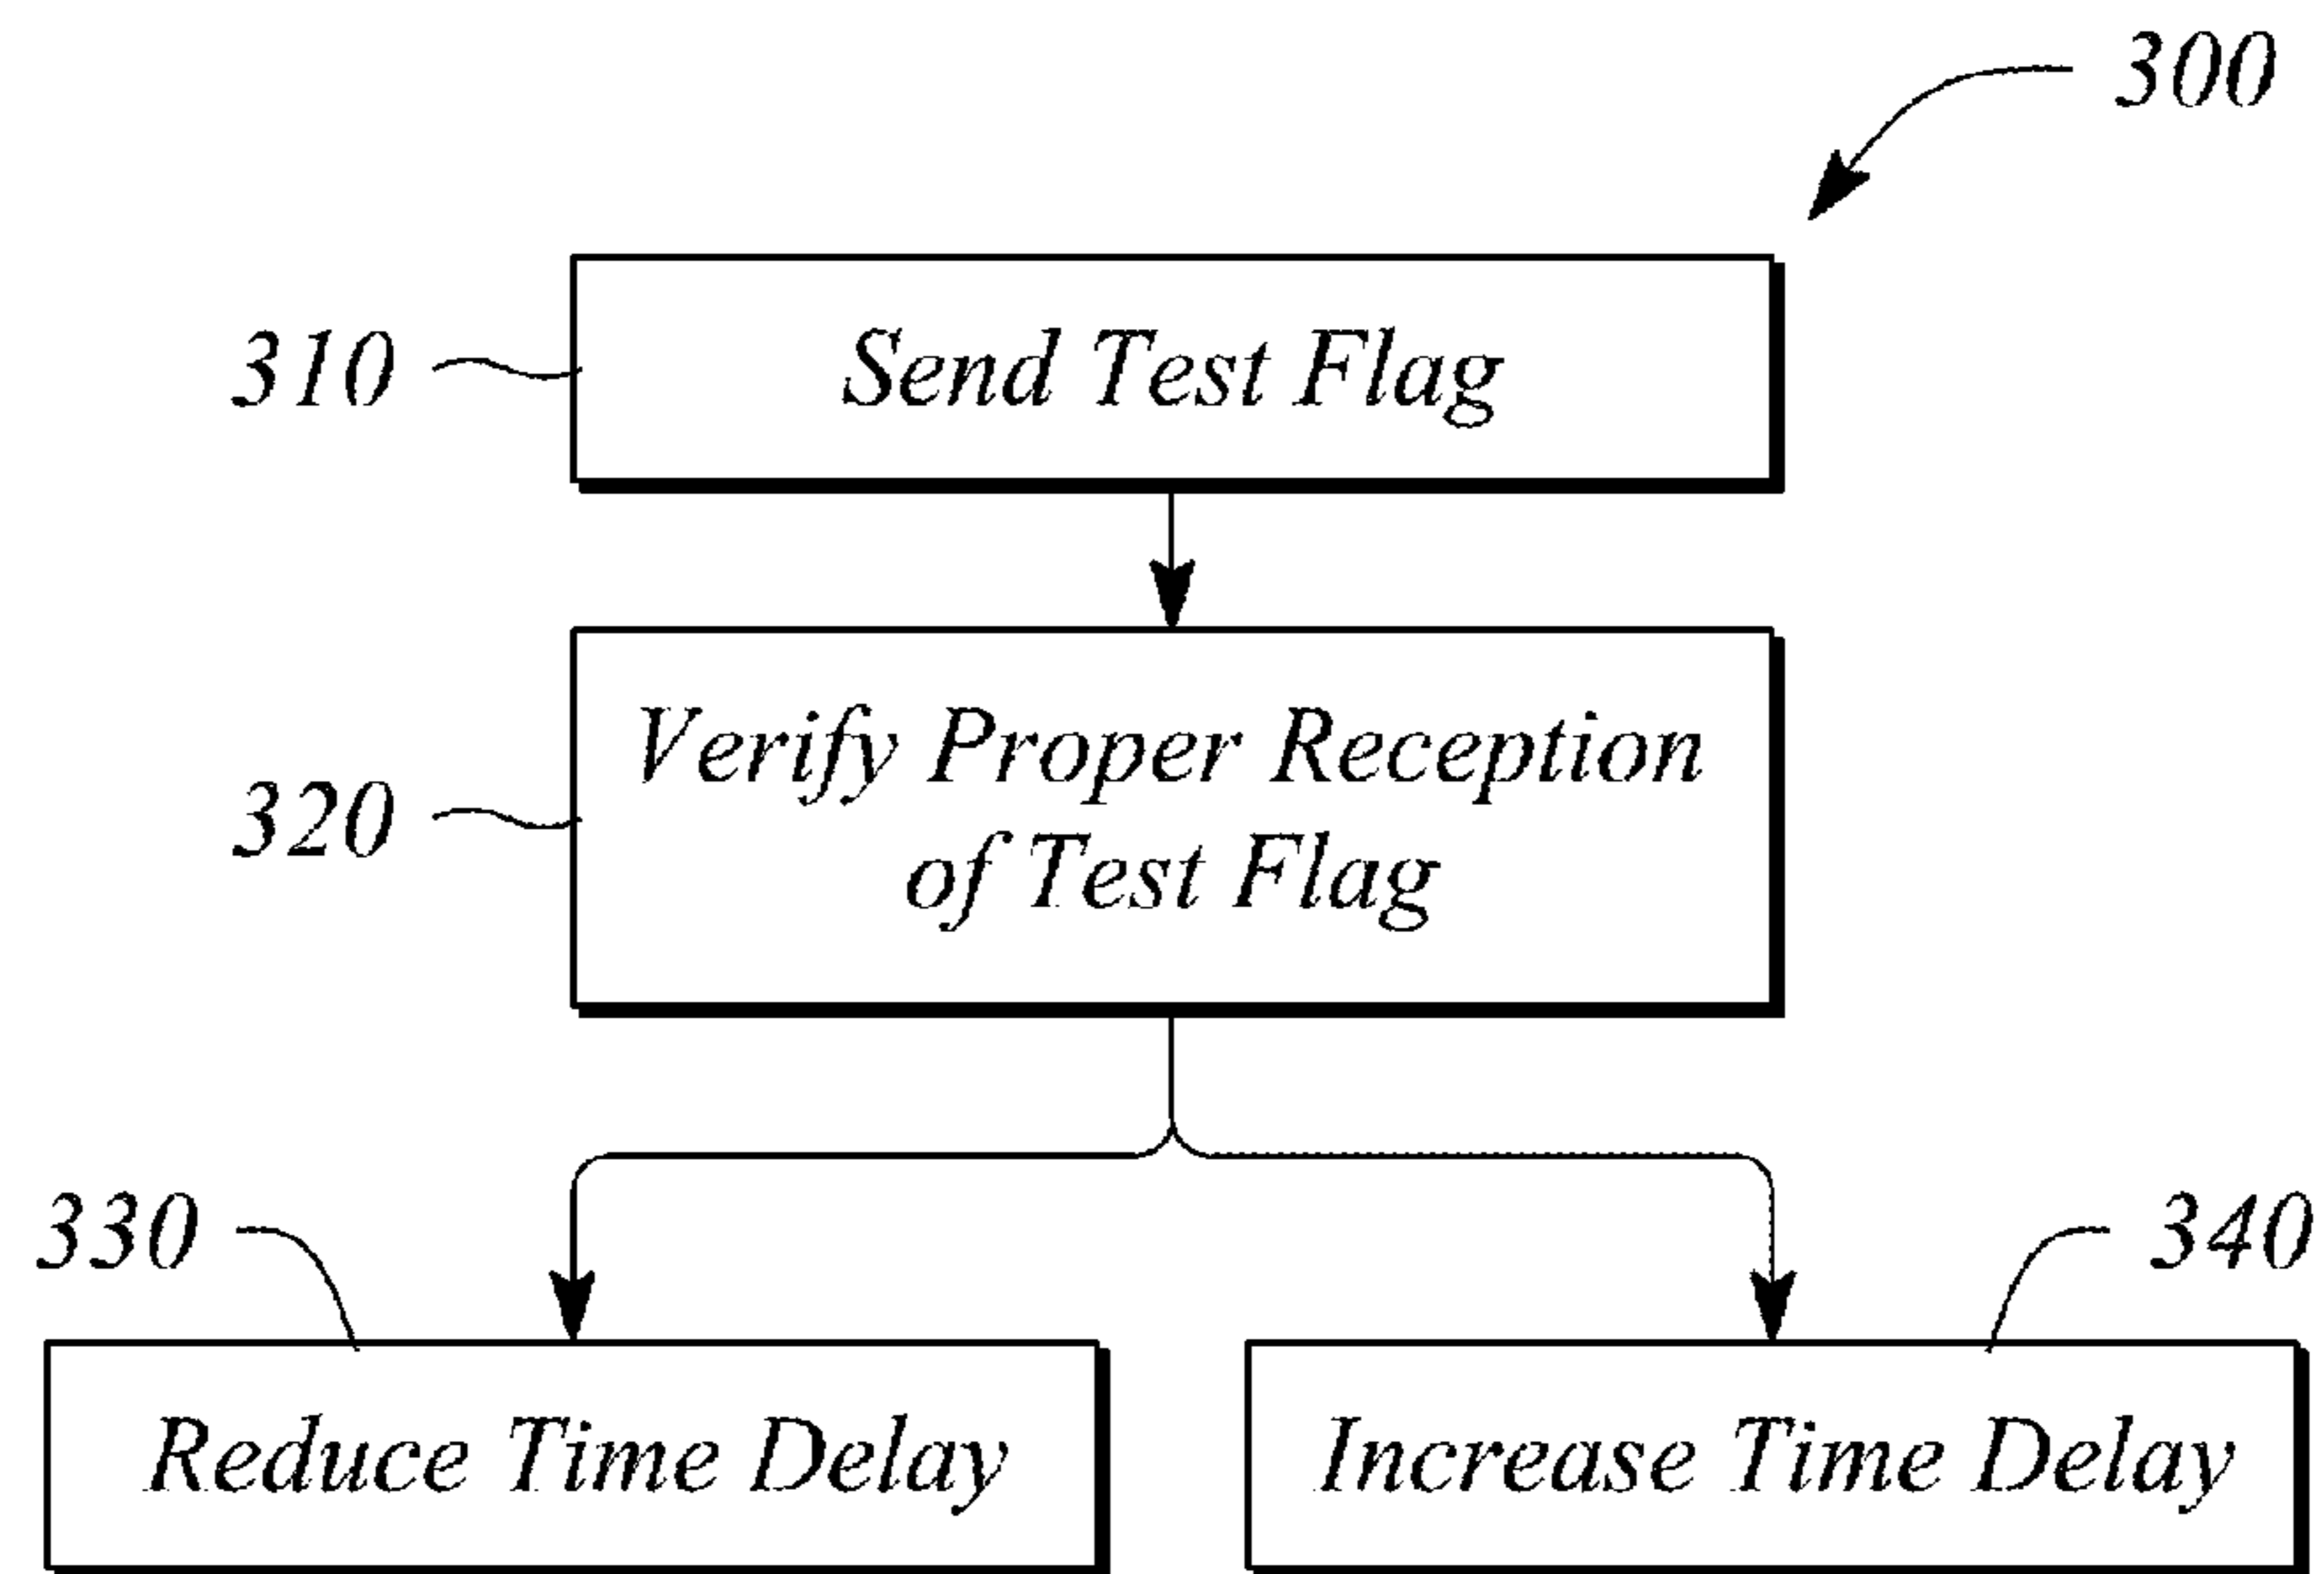 300
310
Send Test Flag
320
Verify Proper Reception
of Test Flag
330
340
Reduce Time Delay
Increase Time Delay